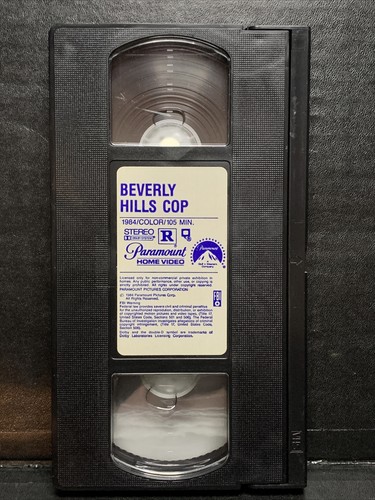 BEVERLY
HILLS COP
1984/COLOR/105 MIN.
STEREO
R
DOLBY SYSTEM
Paramount
HOME VIDEO
Paramount
Licensed only for non-commercial private exhibition in
homes. Any public performance, other use, or copying is
strictly prohibited. All rights under copyright reserved.
PARAMOUNT PICTURES CORPORATION
© 1984 Paramount Pictures Corp.
All Rights Reserved.
FBI Warning
Federal law provides severe civil and criminal penalties
for the unauthorized reproduction, distribution, or exhibition
of copyrighted motion pictures and video tapes. (Title 17,
United States Code, Sections 501 and 506). The Federal
Bureau of Investigation investigates allegations of criminal
copyright infringement. (Title 17, United States Code,
Section 506).
Dolby and the double-D symbol are trademarks of
Dolby Laboratories Licensing Corporation.